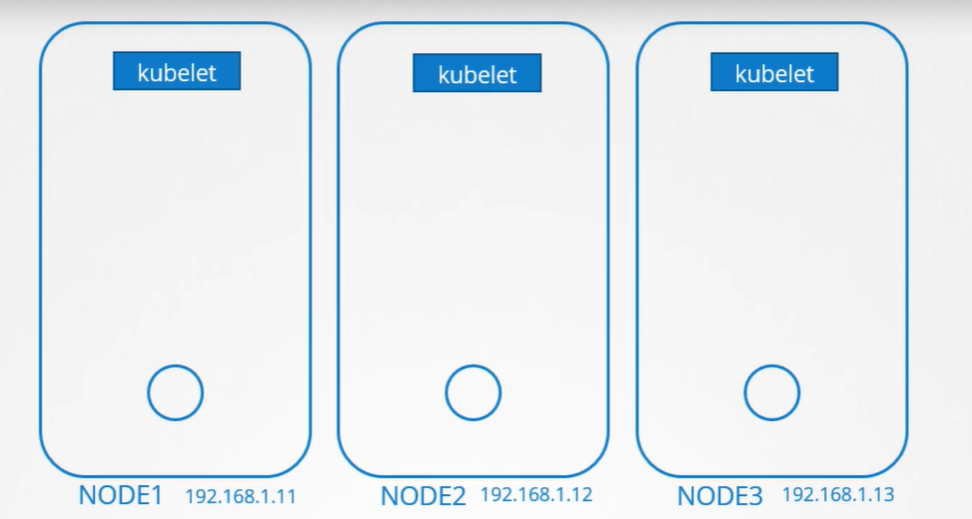 kubelet
kubelet
kubelet
NODE1 192.168.1.11
NODE2 192.168.1.12
NODE3 192.168.1.13